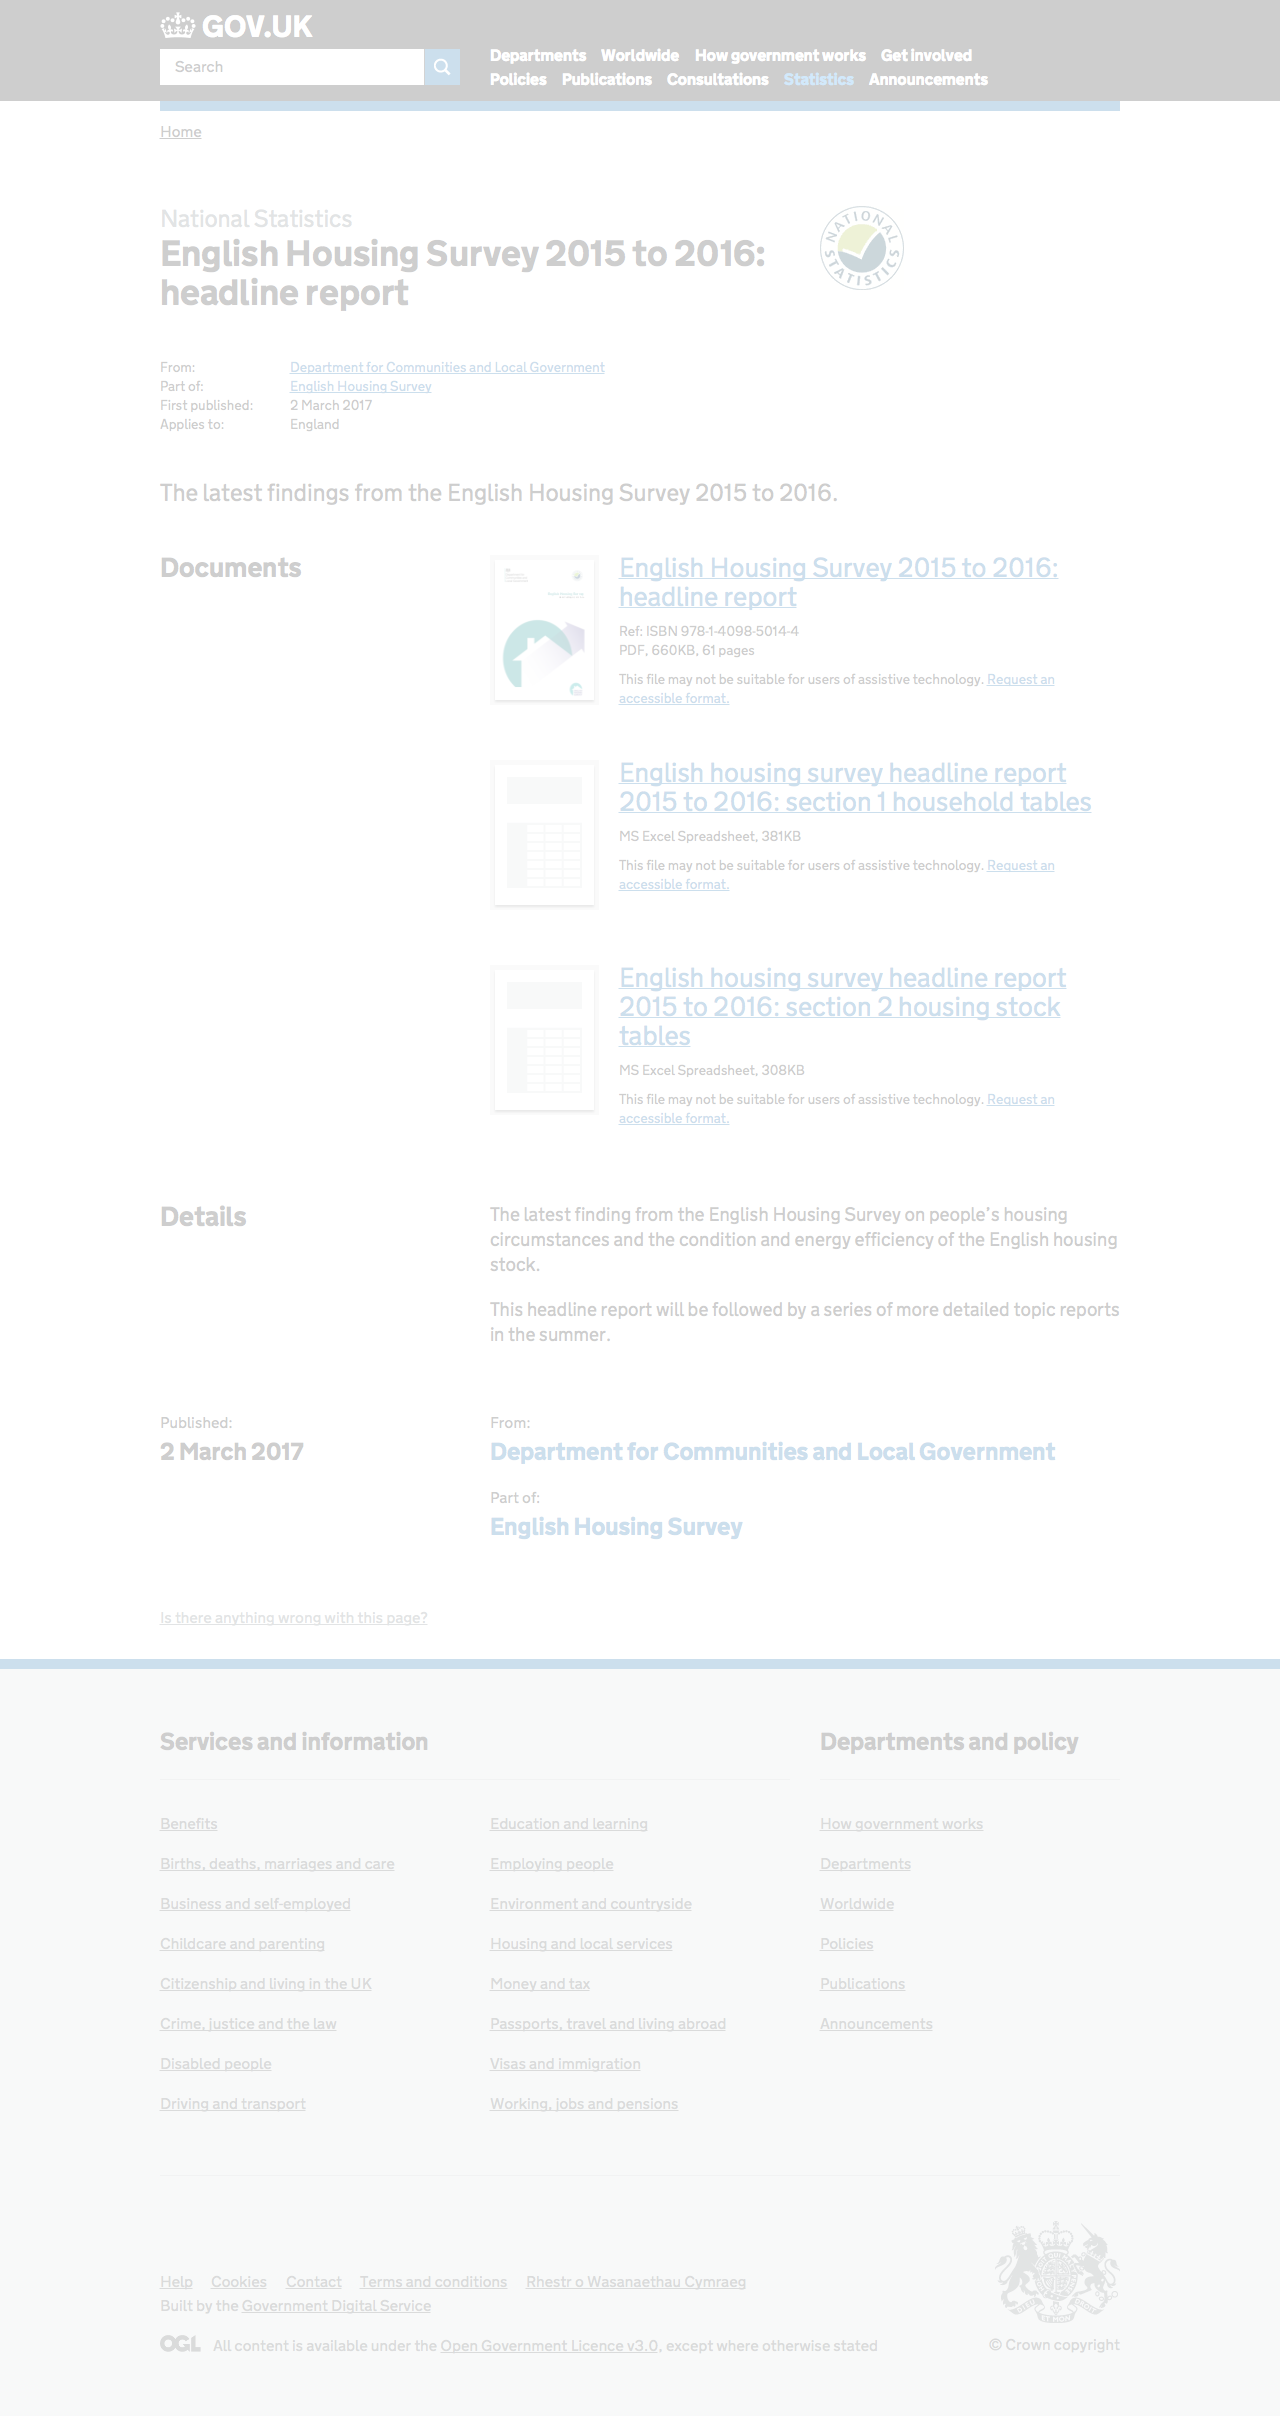 GOV.UK
Search
Departments Worldwide How government works Get involved
Policies Publications Consultations Statistics Announcements
Home
National Statistics
English Housing Survey 2015 to 2016:
headline report
NATIONAL STATISTICS
From: Department for Communities and Local Government
Part of: English Housing Survey
First published: 2 March 2017
Applies to: England
The latest findings from the English Housing Survey 2015 to 2016.
Documents
English Housing Survey 2015 to 2016:
headline report
Ref: ISBN 978-1-4098-5014-4
PDF, 660KB, 61 pages
This file may not be suitable for users of assistive technology. Request an
accessible format.
English housing survey headline report
2015 to 2016: section 1 household tables
MS Excel Spreadsheet, 381KB
This file may not be suitable for users of assistive technology. Request an
accessible format.
English housing survey headline report
2015 to 2016: section 2 housing stock
tables
MS Excel Spreadsheet, 308KB
This file may not be suitable for users of assistive technology. Request an
accessible format.
Details
The latest finding from the English Housing Survey on people’s housing
circumstances and the condition and energy efficiency of the English housing
stock.
This headline report will be followed by a series of more detailed topic reports
in the summer.
Published:
2 March 2017
From:
Department for Communities and Local Government
Part of:
English Housing Survey
Is there anything wrong with this page?
Services and information
Benefits
Births, deaths, marriages and care
Business and self-employed
Childcare and parenting
Citizenship and living in the UK
Crime, justice and the law
Disabled people
Driving and transport
Education and learning
Employing people
Environment and countryside
Housing and local services
Money and tax
Passports, travel and living abroad
Visas and immigration
Working, jobs and pensions
Departments and policy
How government works
Departments
Worldwide
Policies
Publications
Announcements
Help Cookies Contact Terms and conditions Rhestr o Wasanaethau Cymraeg
Built by the Government Digital Service
OGL All content is available under the Open Government Licence v3.0, except where otherwise stated
© Crown copyright